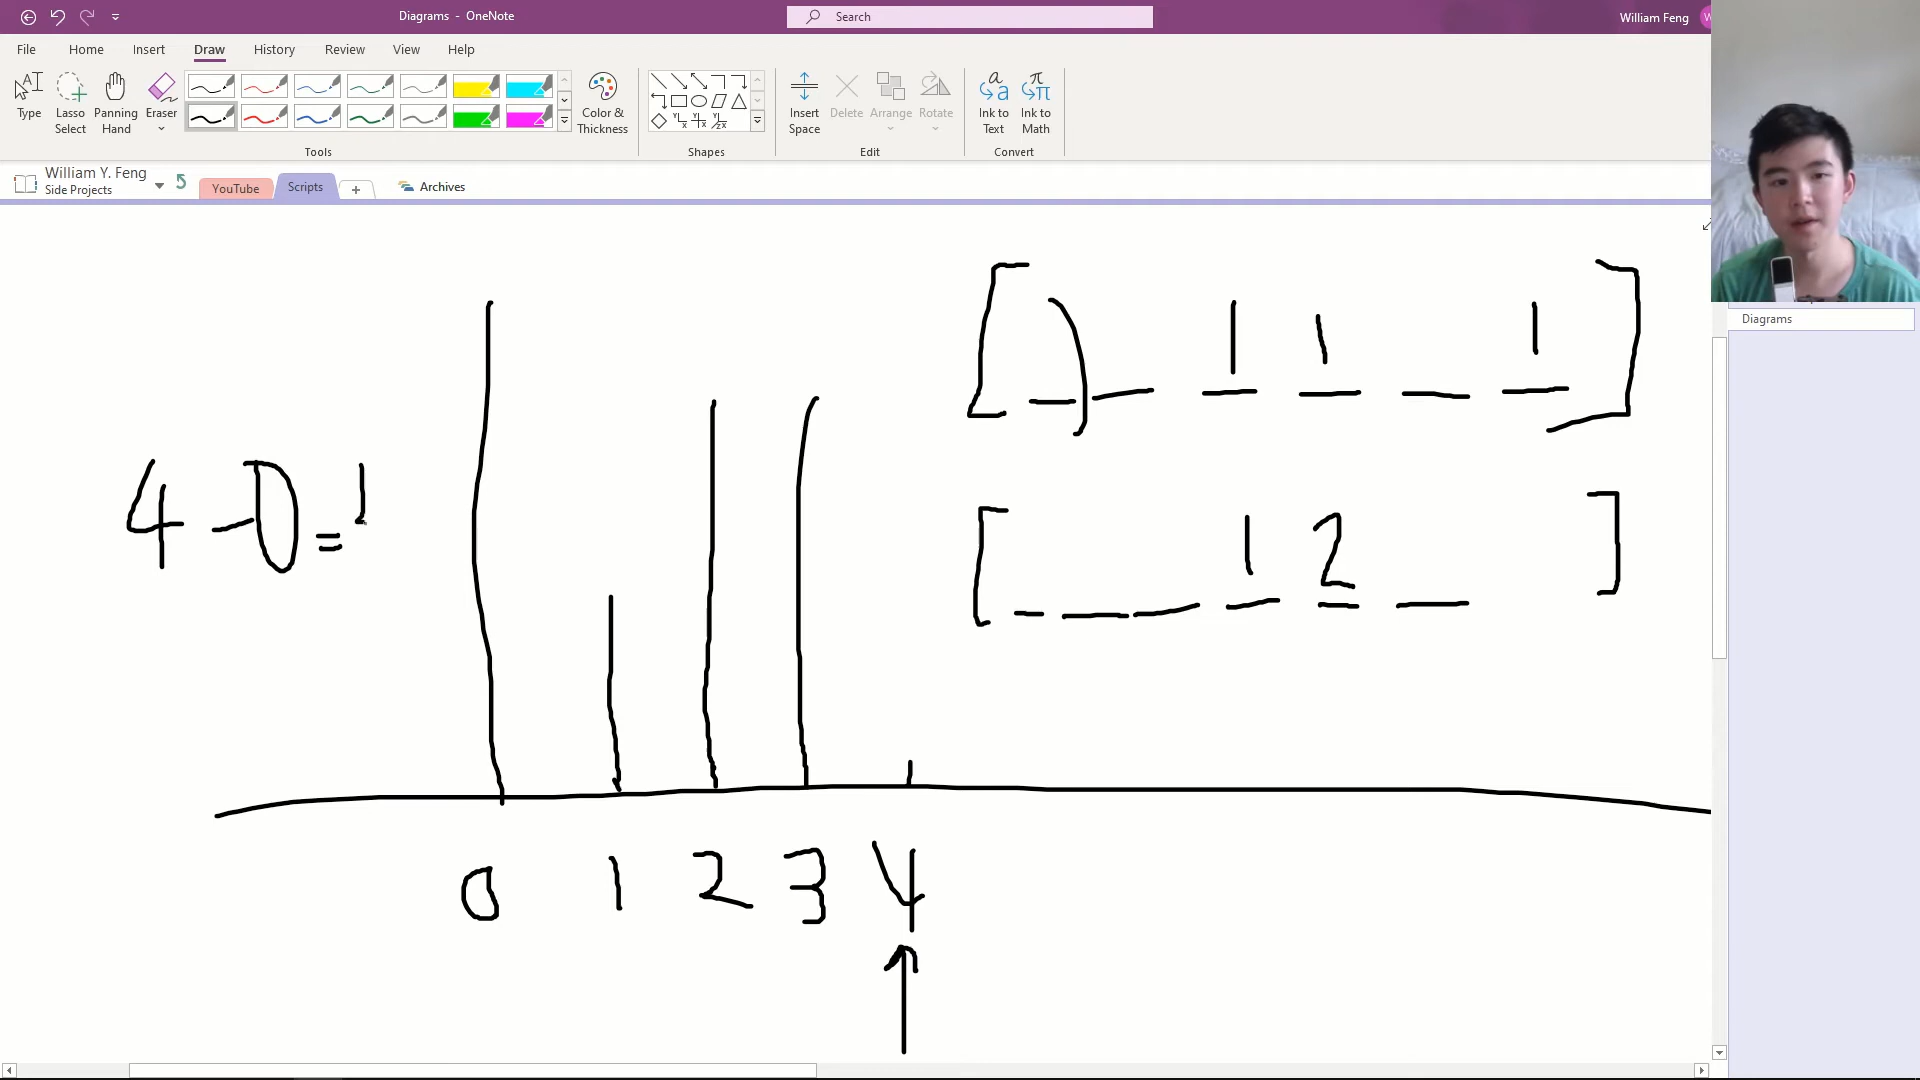 Diagrams - OneNote
Search
William Feng
File Home Insert Draw History Review View Help
Type
Lasso Select
Panning Hand
Eraser
Color & Thickness
Insert Space
Delete
Arrange
Rotate
Ink to Text
Ink to Math
Tools
Shapes
Edit
Convert
William Y. Feng
Side Projects
YouTube
Scripts
Archives
Diagrams
[ 1 1 1 ]
4 - D =
[ 1 2 ]
0 1 2 3 4